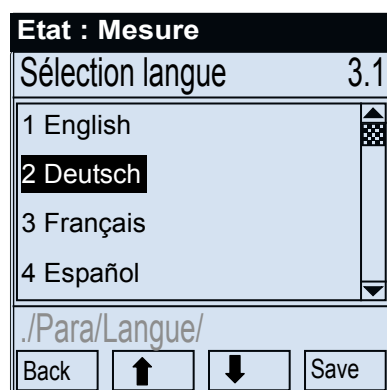 Etat : Mesure
Sélection langue 3.1
1 English
2 Deutsch
3 Français
4 Español
./Para/Langue/
Back Save